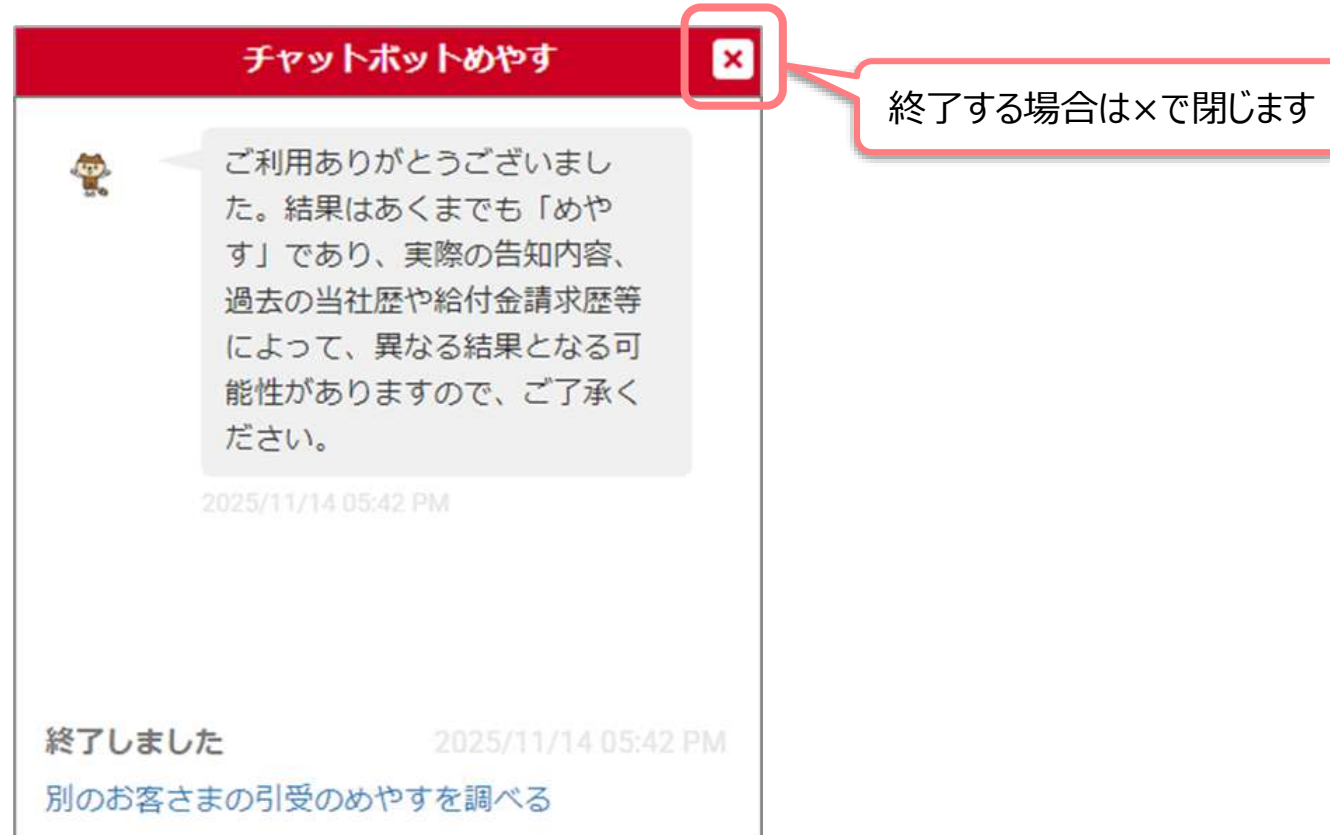 チャットボットめやす
終了する場合は×で閉じます
ご利用ありがとうございまし
た。結果はあくまでも「めや
す」であり、実際の告知内容、
過去の当社歴や給付金請求歴等
によって、異なる結果となる可
能性がありますので、ご了承く
ださい。
2025/11/14 05:42 PM
終了しました 2025/11/14 05:42 PM
別のお客さまの引受のめやすを調べる